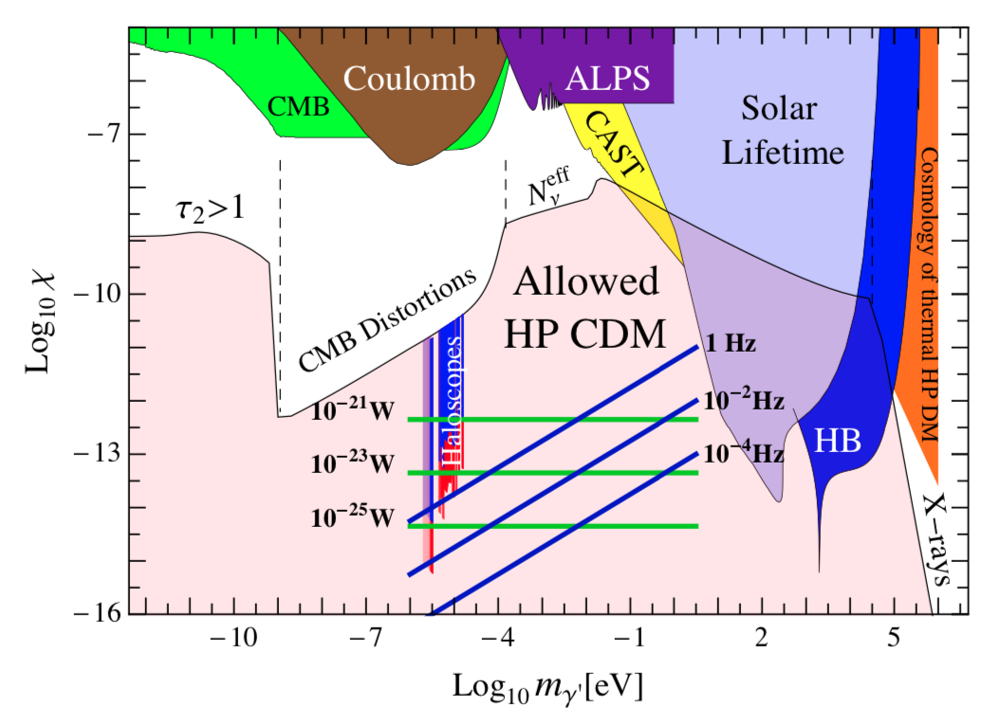 Coulomb
ALPS
CMB
CAST
Solar
Lifetime
Cosmology of thermal HP DM
−7
τ₂>1
N_ν^eff
−10
Log₁₀ χ
Allowed
HP CDM
CMB Distortions
Haloscopes
1 Hz
10⁻²Hz
10⁻⁴Hz
10⁻²¹W
10⁻²³W
10⁻²⁵W
HB
−13
X−rays
−16
−10 −7 −4 −1 2 5
Log₁₀ m_γ'[eV]